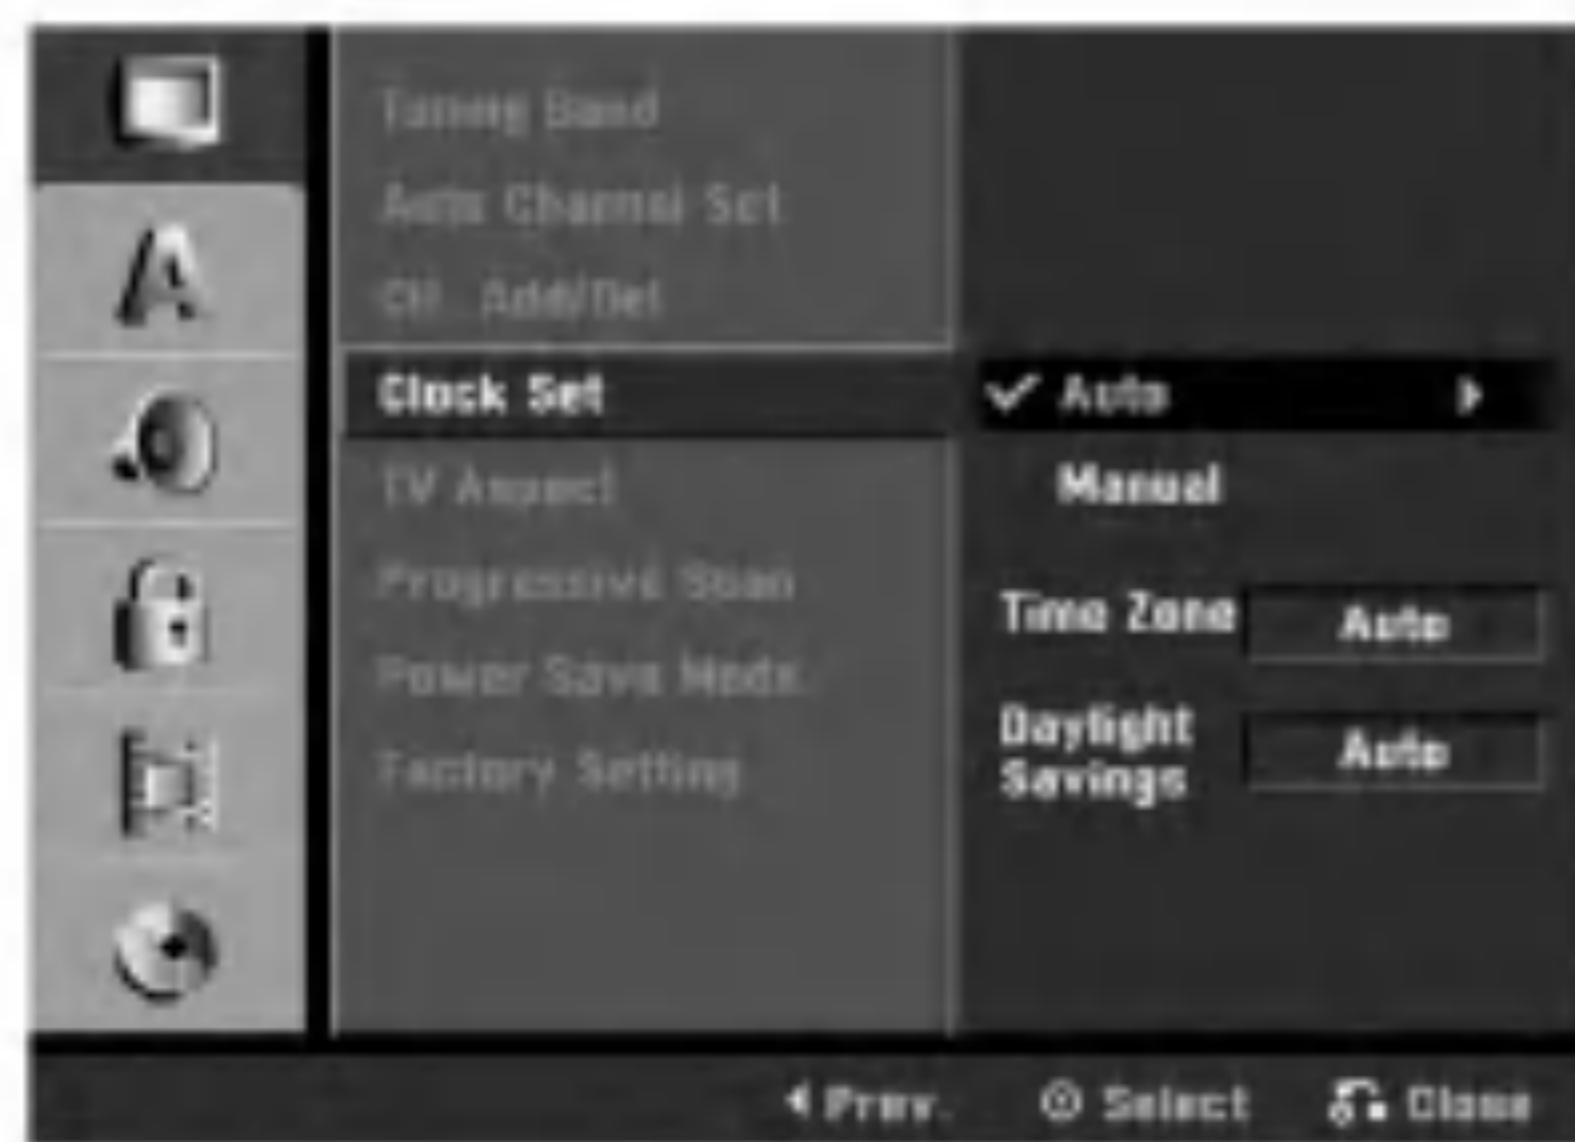 A
Tuning Band
Auto Channel Set
CH. Add/Del
Clock Set
Auto
Manual
TV Aspect
Progressive Scan
Time Zone Auto
Power Save Mode
Daylight
Savings
Auto
Factory Setting
Prev. Select Close